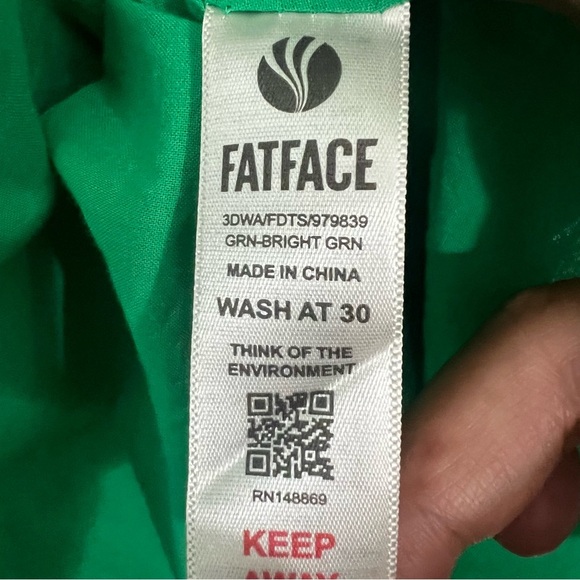 FATFACE
3DWA/FDTS/979839
GRN-BRIGHT GRN
MADE IN CHINA
WASH AT 30
THINK OF THE
ENVIRONMENT
RN148869
KEEP
AWAY